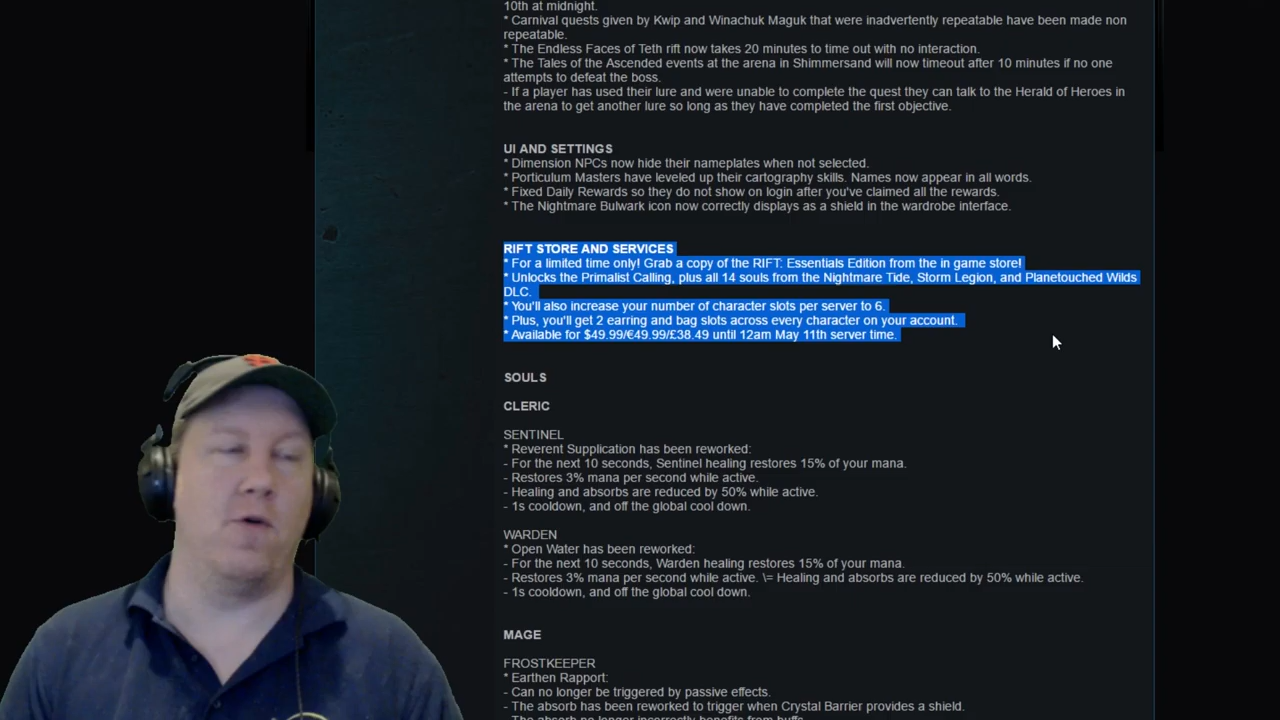 10th at midnight.
* Carnival quests given by Kwip and Winachuk Maguk that were inadvertently repeatable have been made non
repeatable.
* The Endless Faces of Teth rift now takes 20 minutes to time out with no interaction.
* The Tales of the Ascended events at the arena in Shimmersand will now timeout after 10 minutes if no one
attempts to defeat the boss.
- If a player has used their lure and were unable to complete the quest they can talk to the Herald of Heroes in
the arena to get another lure so long as they have completed the first objective.
UI AND SETTINGS
* Dimension NPCs now hide their nameplates when not selected.
* Porticulum Masters have leveled up their cartography skills. Names now appear in all words.
* Fixed Daily Rewards so they do not show on login after you've claimed all the rewards.
* The Nightmare Bulwark icon now correctly displays as a shield in the wardrobe interface.
RIFT STORE AND SERVICES
* For a limited time only! Grab a copy of the RIFT: Essentials Edition from the in game store!
* Unlocks the Primalist Calling, plus all 14 souls from the Nightmare Tide, Storm Legion, and Planetouched Wilds
DLC.
* You'll also increase your number of character slots per server to 6.
* Plus, you'll get 2 earring and bag slots across every character on your account.
* Available for $49.99/€49.99/£38.49 until 12am May 11th server time.
SOULS
CLERIC
SENTINEL
* Reverent Supplication has been reworked:
- For the next 10 seconds, Sentinel healing restores 15% of your mana.
- Restores 3% mana per second while active.
- Healing and absorbs are reduced by 50% while active.
- 1s cooldown, and off the global cool down.
WARDEN
* Open Water has been reworked:
- For the next 10 seconds, Warden healing restores 15% of your mana.
- Restores 3% mana per second while active. \= Healing and absorbs are reduced by 50% while active.
- 1s cooldown, and off the global cool down.
MAGE
FROSTKEEPER
* Earthen Rapport:
- Can no longer be triggered by passive effects.
- The absorb has been reworked to trigger when Crystal Barrier provides a shield.
- The absorb no longer incorrectly benefits from buffs.